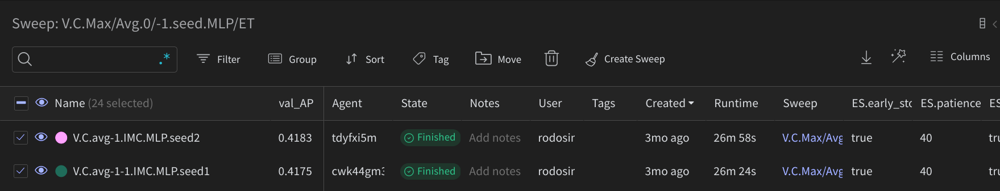 Sweep: V.C.Max/Avg.0/-1.seed.MLP/ET
.* Filter Group Sort Tag Move Create Sweep Columns
Name (24 selected) val_AP Agent State Notes User Tags Created Runtime Sweep ES.early_stc ES.patience ES
V.C.avg-1.IMC.MLP.seed2 0.4183 tdyfxi5m Finished Add notes rodosir 3mo ago 26m 58s V.C.Max/Avg true 40 tru
V.C.avg-1-1.IMC.MLP.seed1 0.4175 cwk44gm3 Finished Add notes rodosir 3mo ago 26m 24s V.C.Max/Avg true 40 tru